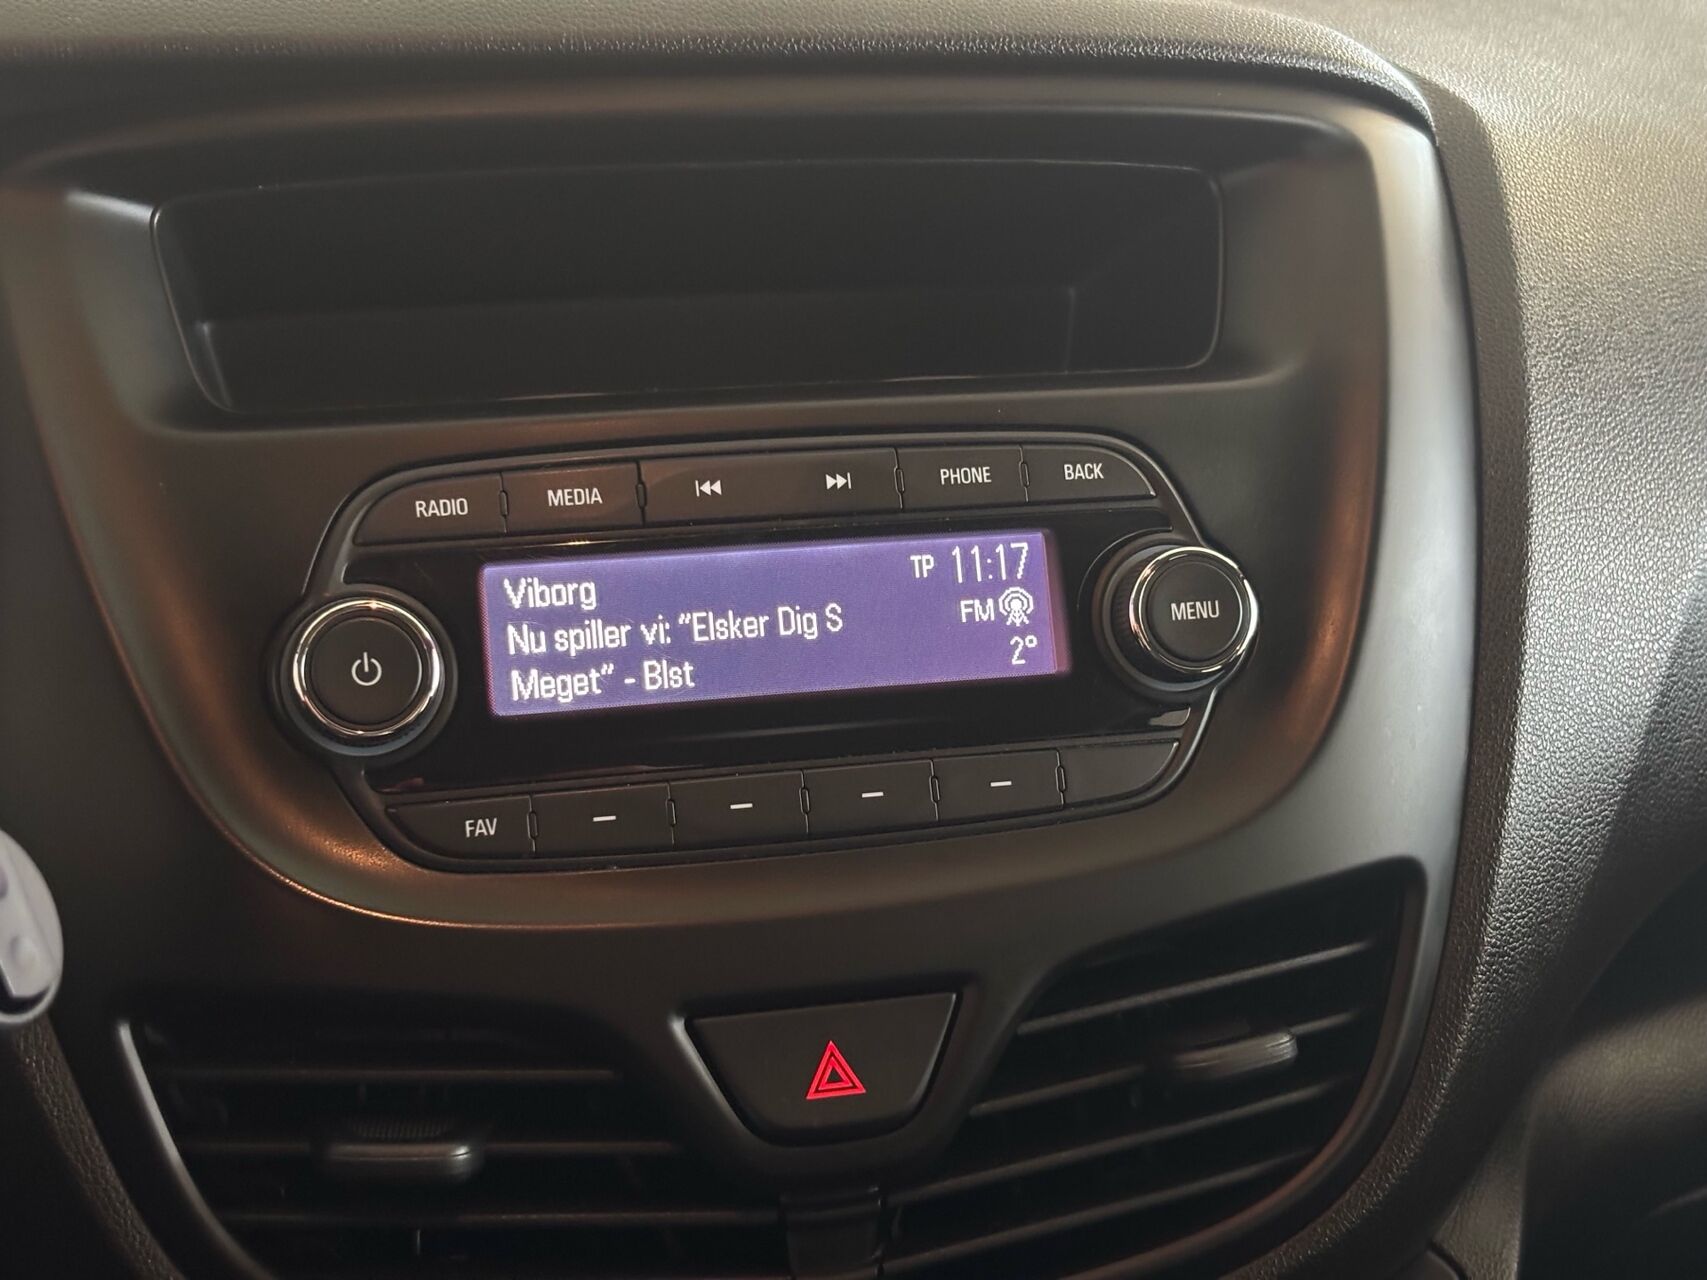 RADIO MEDIA PHONE BACK
Viborg TP 11:17
Nu spiller vi: "Elsker Dig S FM
Meget" - Blst 2°
MENU
FAV